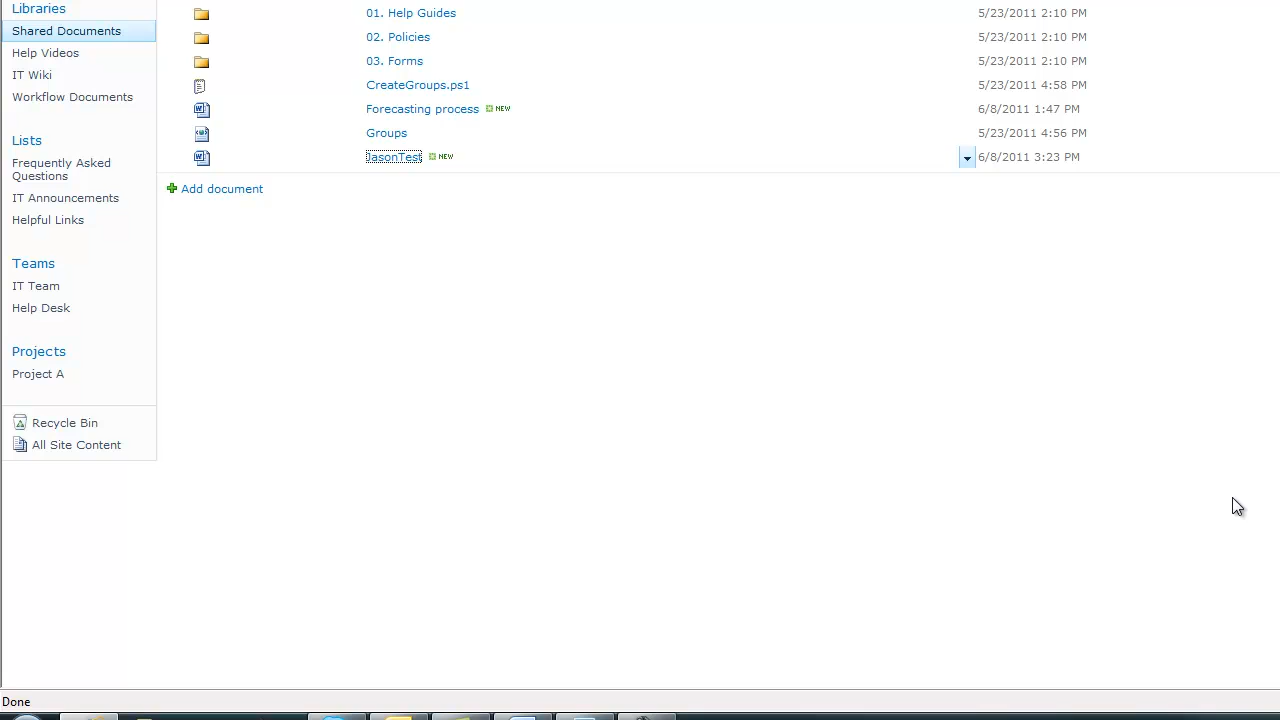 Libraries
Shared Documents
Help Videos
IT Wiki
Workflow Documents
Lists
Frequently Asked
Questions
IT Announcements
Helpful Links
Teams
IT Team
Help Desk
Projects
Project A
Recycle Bin
All Site Content
01. Help Guides 5/23/2011 2:10 PM
02. Policies 5/23/2011 2:10 PM
03. Forms 5/23/2011 2:10 PM
CreateGroups.ps1 5/23/2011 4:58 PM
Forecasting process NEW 6/8/2011 1:47 PM
Groups 5/23/2011 4:56 PM
JasonTest NEW 6/8/2011 3:23 PM
Add document
Done